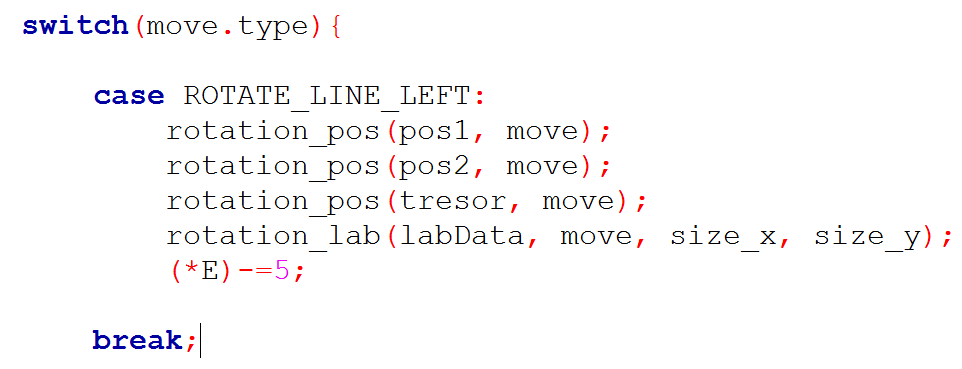 switch(move.type){
case ROTATE_LINE_LEFT:
rotation_pos(pos1, move);
rotation_pos(pos2, move);
rotation_pos(tresor, move);
rotation_lab(labData, move, size_x, size_y);
(*E)-=5;
break;